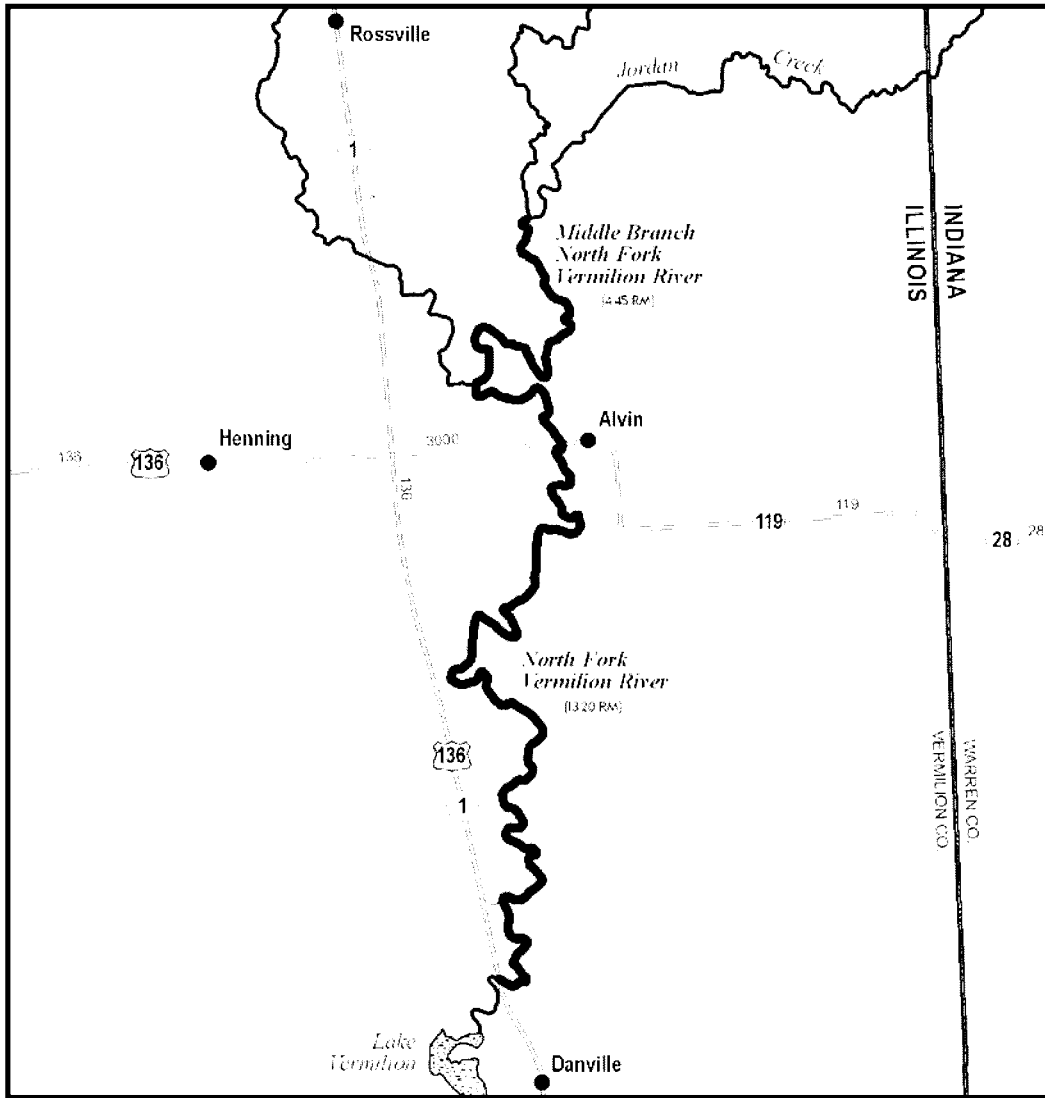 Rossville
Jordan Creek
1
INDIANA
ILLINOIS
Middle Branch
North Fork
Vermilion River
(4.45 RM)
Alvin
3000
Henning
136
136
136
119
119
28
28
North Fork
Vermilion River
(13.20 RM)
136
1
WARREN CO.
VERMILION CO.
Lake
Vermilion
Danville